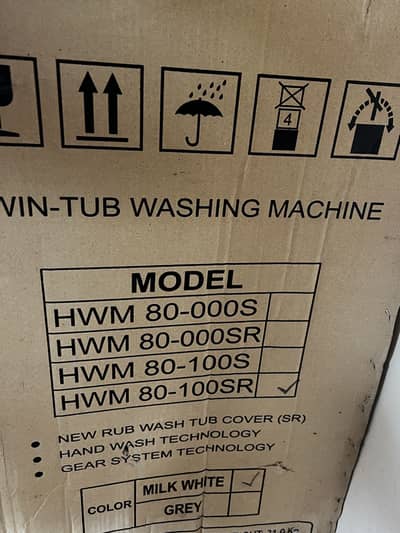 4
WIN-TUB WASHING MACHINE
MODEL
HWM 80-000S
HWM 80-000SR
HWM 80-100S
HWM 80-100SR ✓
NEW RUB WASH TUB COVER (SR)
HAND WASH TECHNOLOGY
GEAR SYSTEM TECHNOLOGY
COLOR
MILK WHITE ✓
GREY